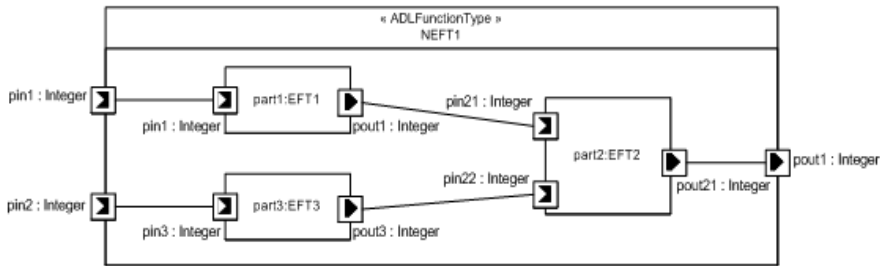 « ADLFunctionType »
NEFT1
pin1 : Integer
part1:EFT1
pin1 : Integer
pout1 : Integer
pin21 : Integer
part2:EFT2
pout1 : Integer
pin22 : Integer
pout21 : Integer
pin2 : Integer
part3:EFT3
pin3 : Integer
pout3 : Integer